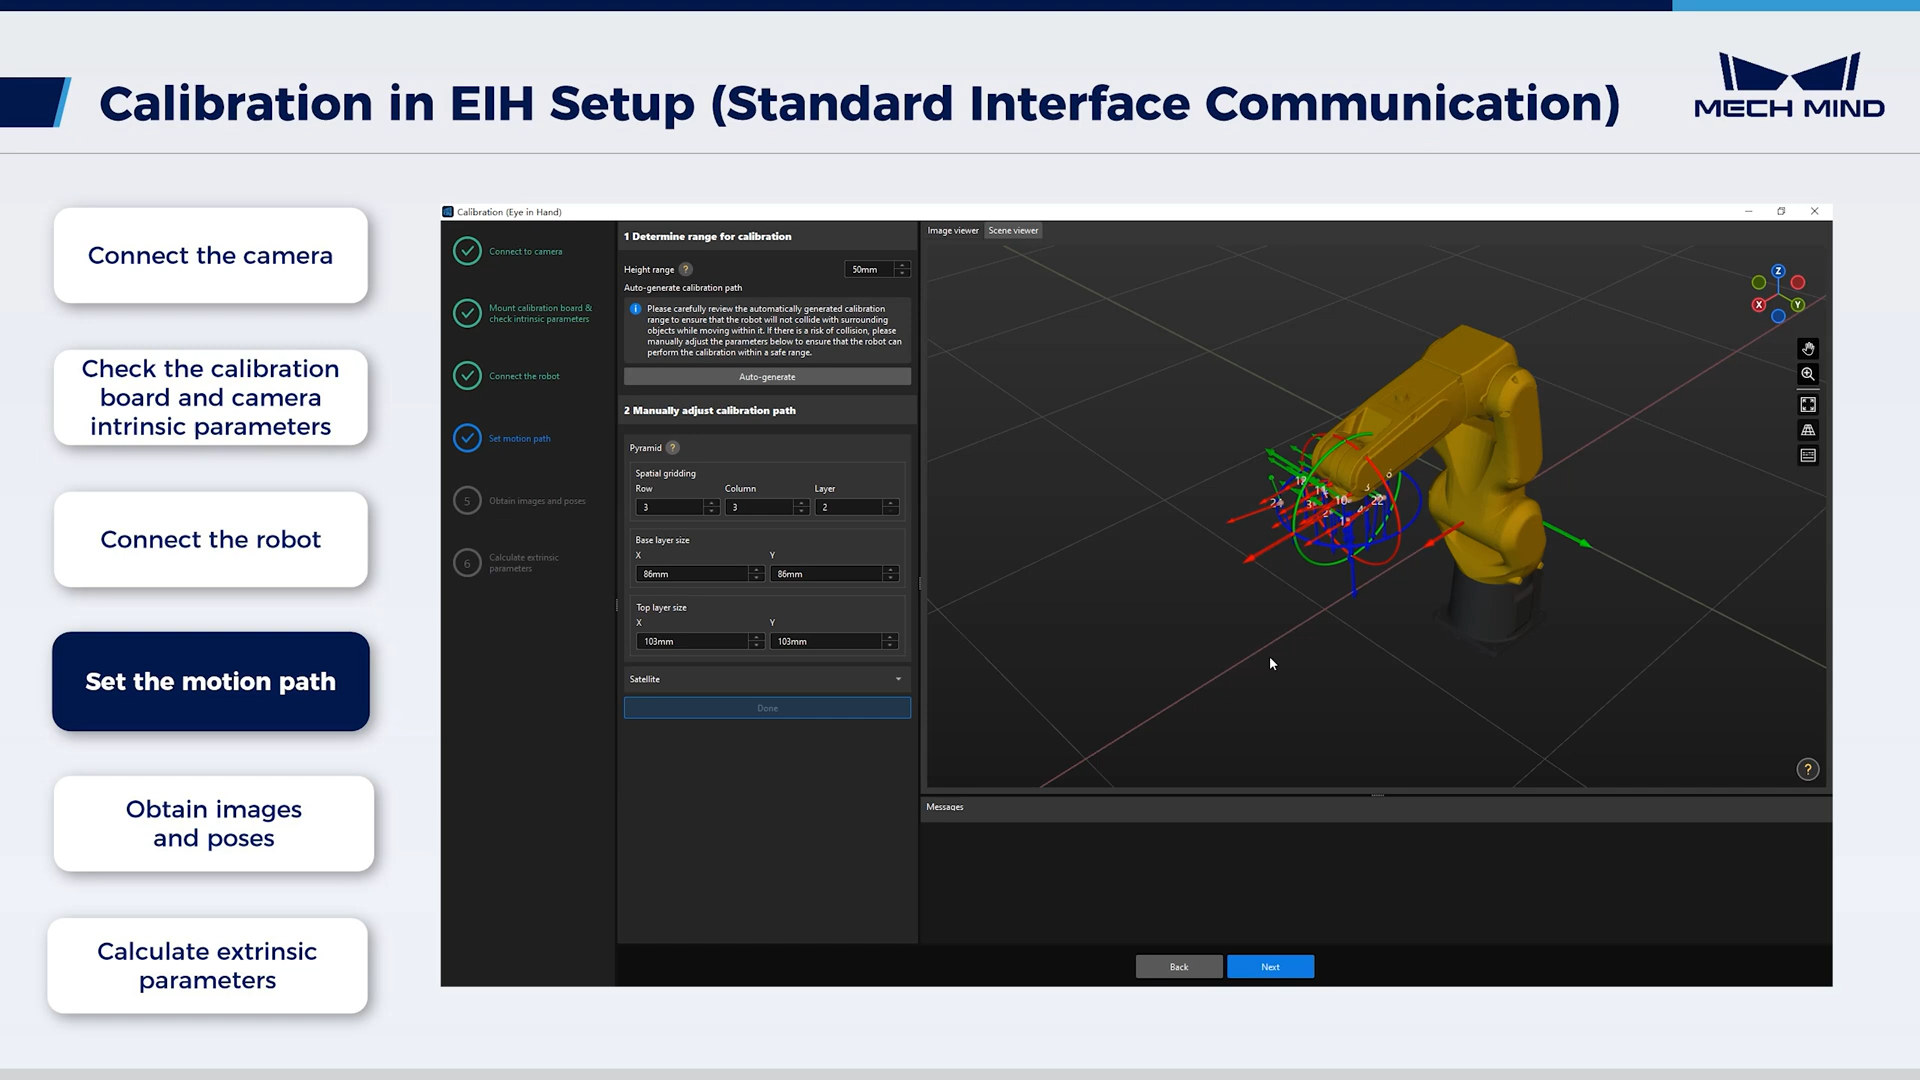 Calibration in EIH Setup (Standard Interface Communication)
MECH MIND
Connect the camera
Check the calibration
board and camera
intrinsic parameters
Connect the robot
Set the motion path
Obtain images
and poses
Calculate extrinsic
parameters
Calibration (Eye in Hand)
Connect to camera
Mount calibration board &
check intrinsic parameters
Connect the robot
Set motion path
5 Obtain images and poses
6 Calculate extrinsic
parameters
1 Determine range for calibration
Height range ? 50mm
Auto-generate calibration path
Please carefully review the automatically generated calibration
range to ensure that the robot will not collide with surrounding
objects while moving within it. If there is a risk of collision, please
manually adjust the parameters below to ensure that the robot can
perform the calibration within a safe range.
Auto-generate
2 Manually adjust calibration path
Pyramid ?
Spatial gridding
Row Column Layer
3 3 2
Base layer size
X Y
86mm 86mm
Top layer size
X Y
103mm 103mm
Satellite
Done
Image viewer Scene viewer
Z
X Y
10
22
?
Messages
Back Next